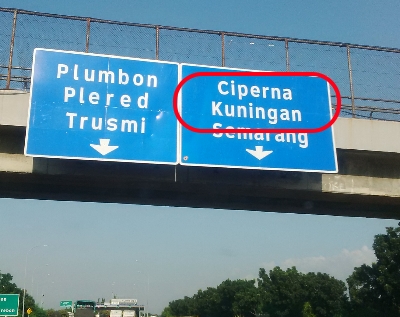 Plumbon
Plered
Trusmi
Ciperna
Kuningan
Semarang